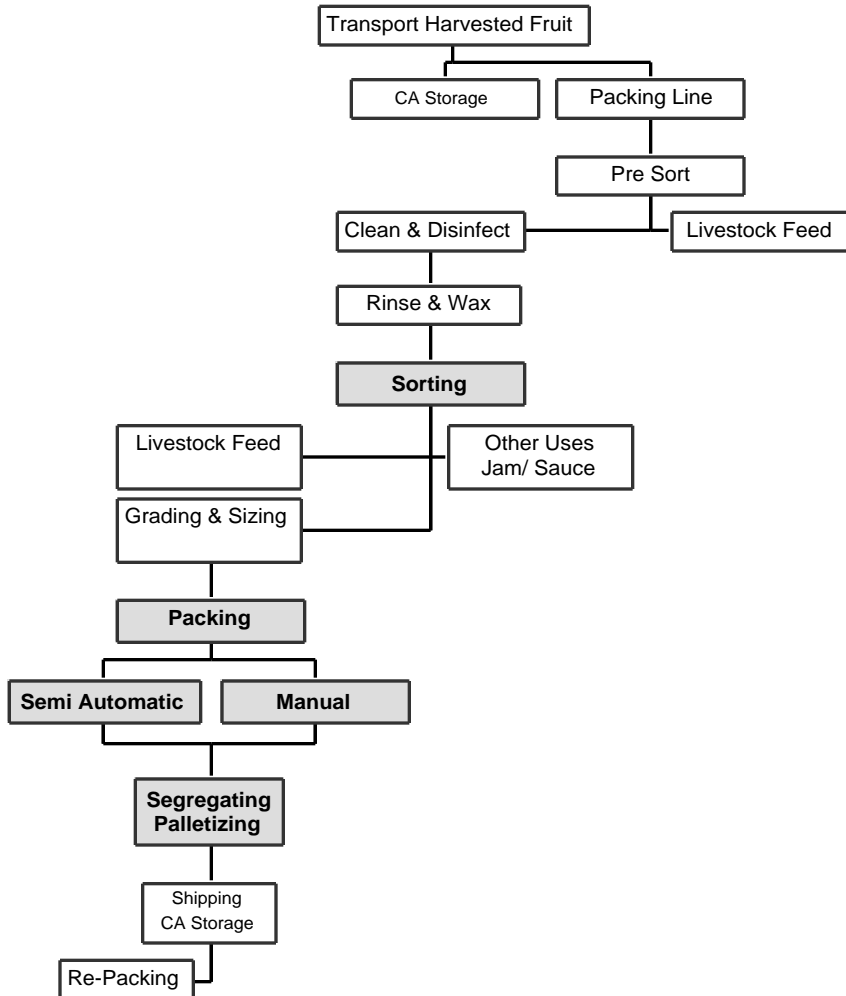 Transport Harvested Fruit
CA Storage
Packing Line
Pre Sort
Clean & Disinfect
Livestock Feed
Rinse & Wax
Sorting
Livestock Feed
Other Uses
Jam/ Sauce
Grading & Sizing
Packing
Semi Automatic
Manual
Segregating
Palletizing
Shipping
CA Storage
Re-Packing